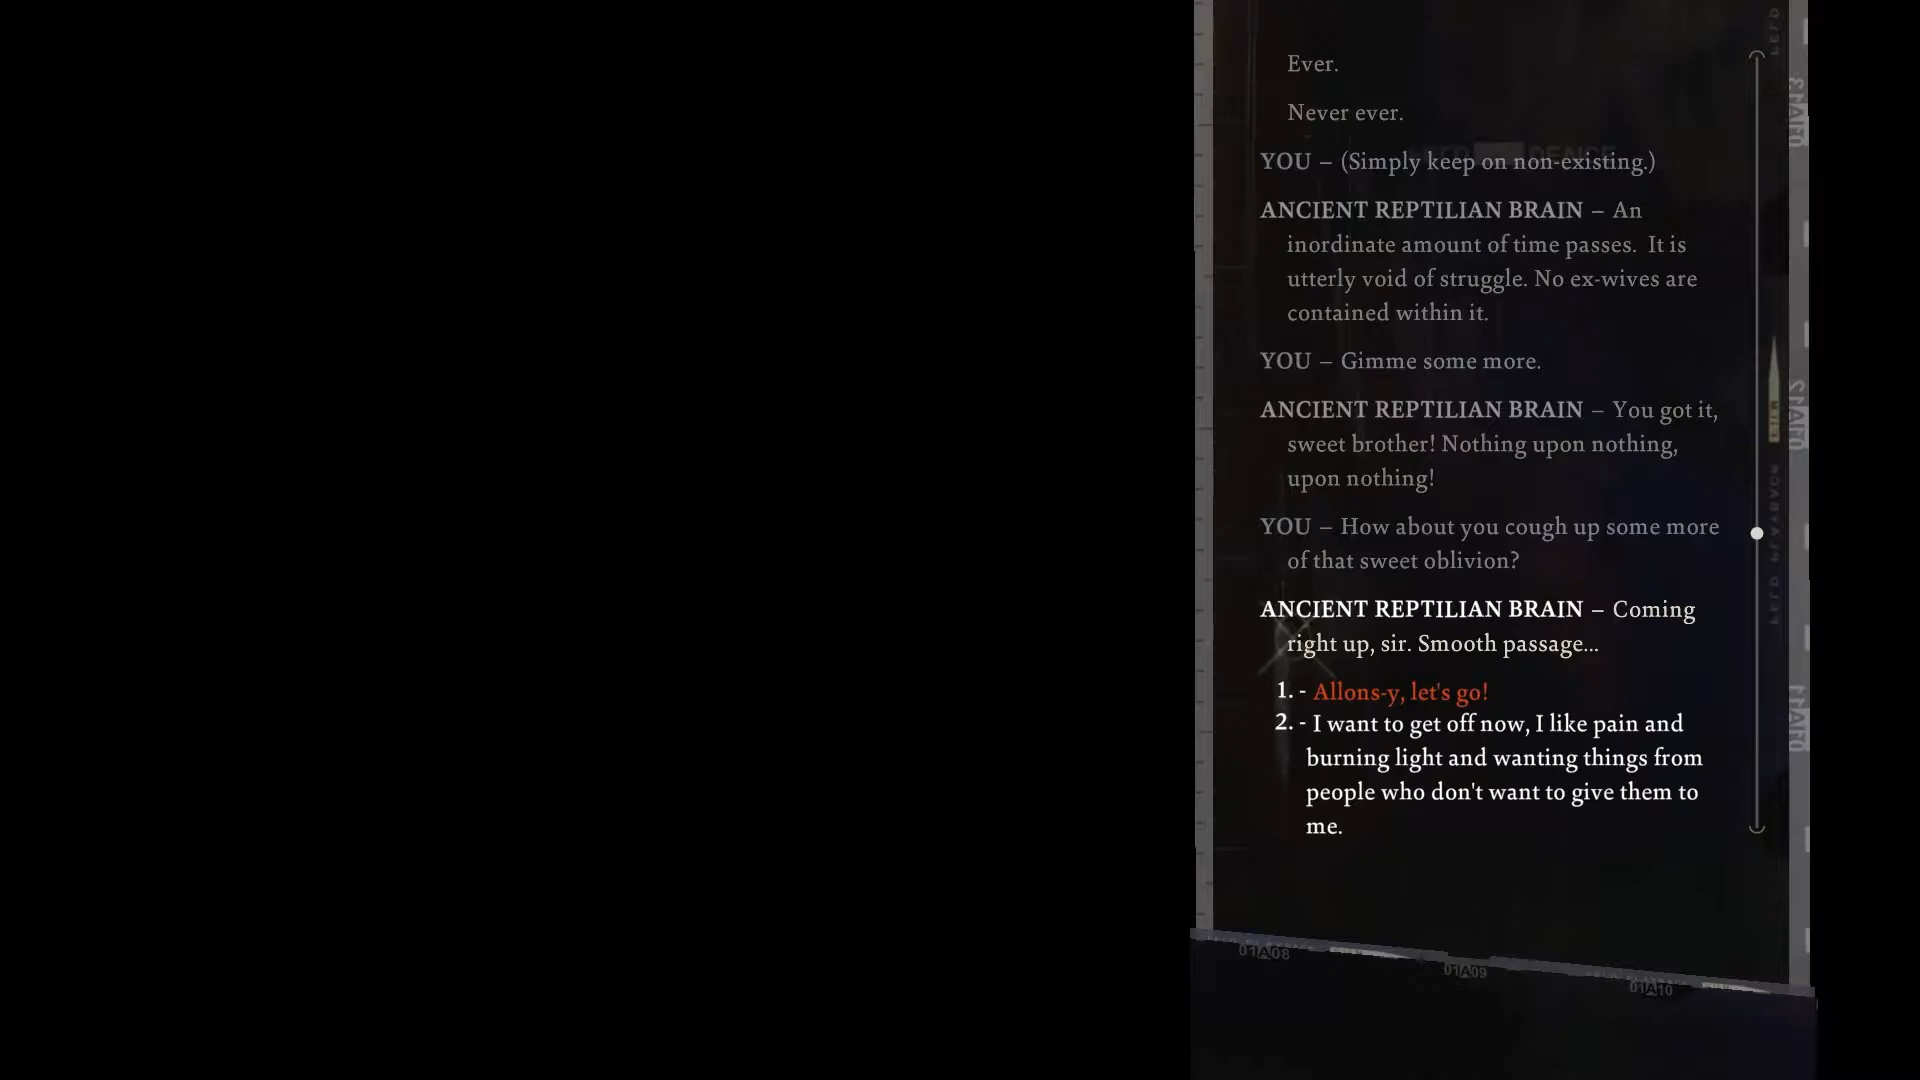 Ever.
Never ever.
YOU – (Simply keep on non-existing.)
ANCIENT REPTILIAN BRAIN – An
inordinate amount of time passes.  It is
utterly void of struggle. No ex-wives are
contained within it.
YOU – Gimme some more.
ANCIENT REPTILIAN BRAIN – You got it,
sweet brother! Nothing upon nothing,
upon nothing!
YOU – How about you cough up some more
of that sweet oblivion?
ANCIENT REPTILIAN BRAIN – Coming
right up, sir. Smooth passage...
1. - Allons-y, let's go!
2. - I want to get off now, I like pain and
burning light and wanting things from
people who don't want to give them to
me.
01A08
01A09
01A10